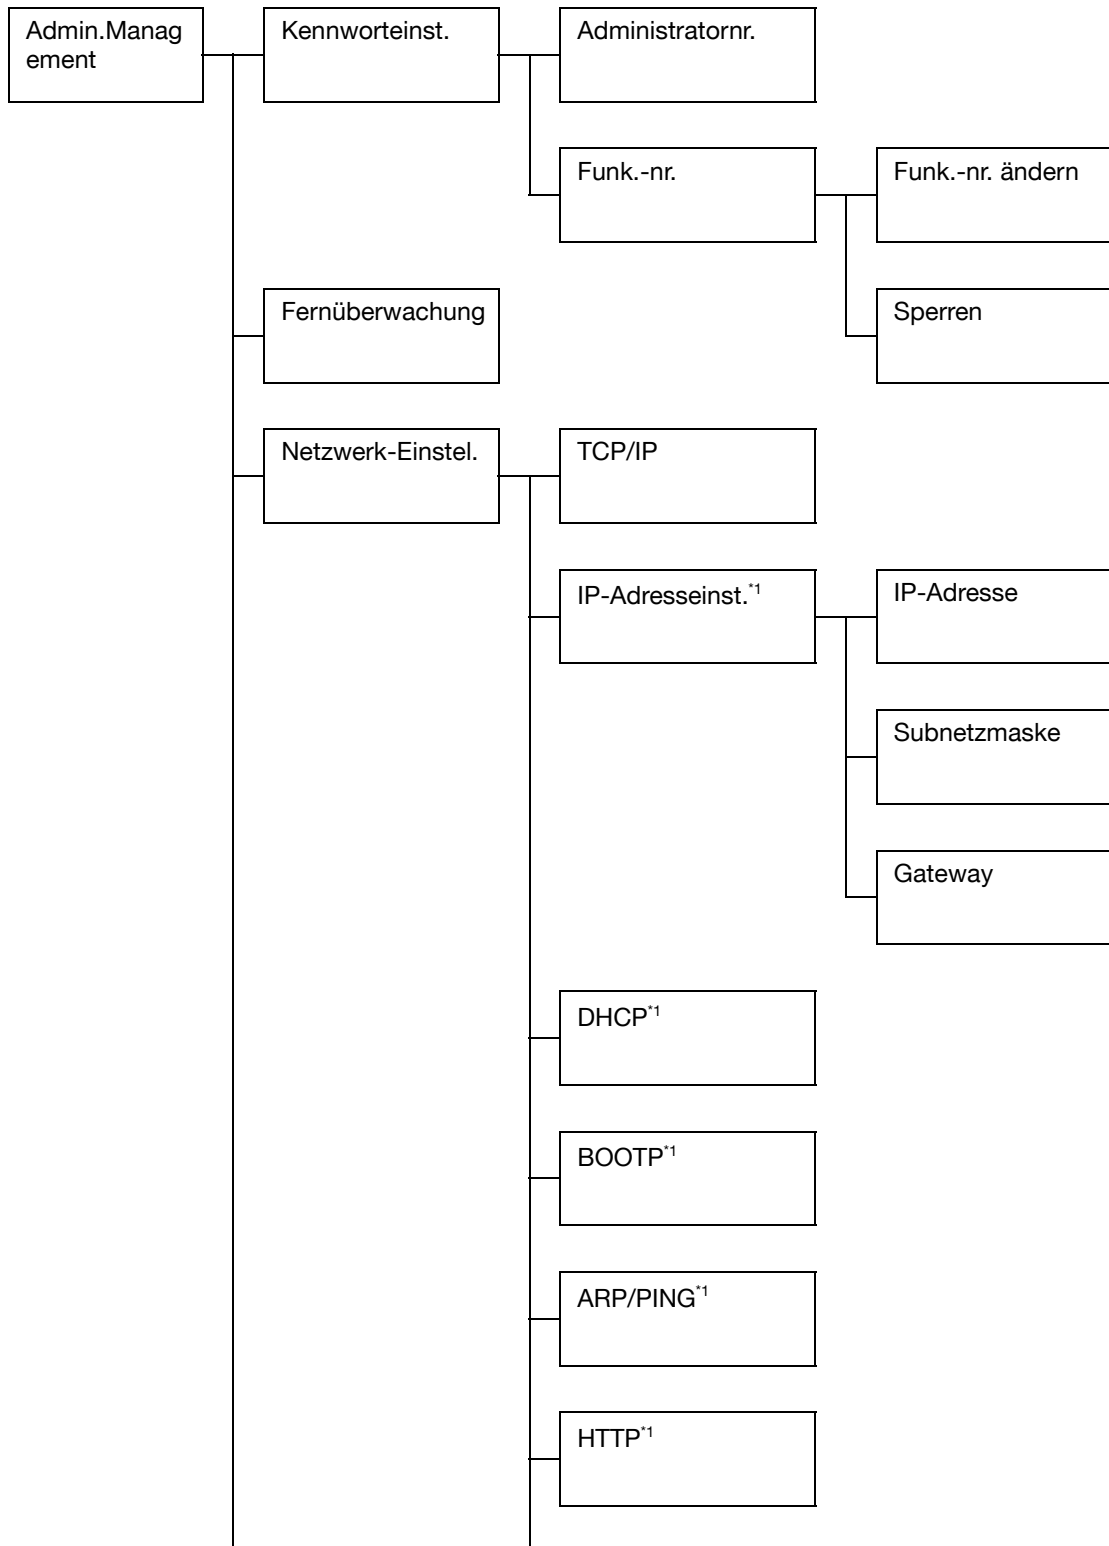 Admin.Manag
ement
Kennworteinst.
Administratornr.
Funk.-nr.
Funk.-nr. ändern
Fernüberwachung
Sperren
Netzwerk-Einstel.
TCP/IP
IP-Adresseinst.*1
IP-Adresse
Subnetzmaske
Gateway
DHCP*1
BOOTP*1
ARP/PING*1
HTTP*1